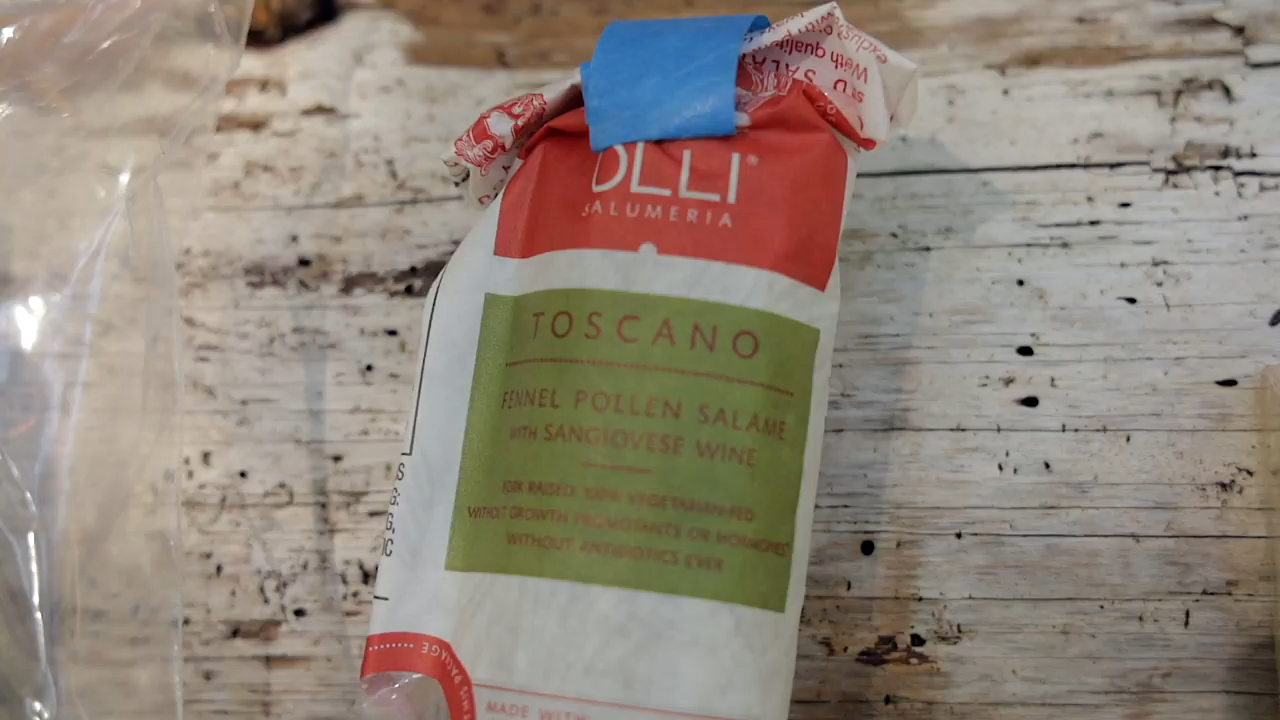 OLLI®
SALUMERIA
TOSCANO
FENNEL POLLEN SALAME
WITH SANGIOVESE WINE
PORK RAISED: 100% VEGETARIAN-FED
WITHOUT GROWTH PROMOTANTS OR HORMONES*
WITHOUT ANTIBIOTICS EVER
MADE WITH